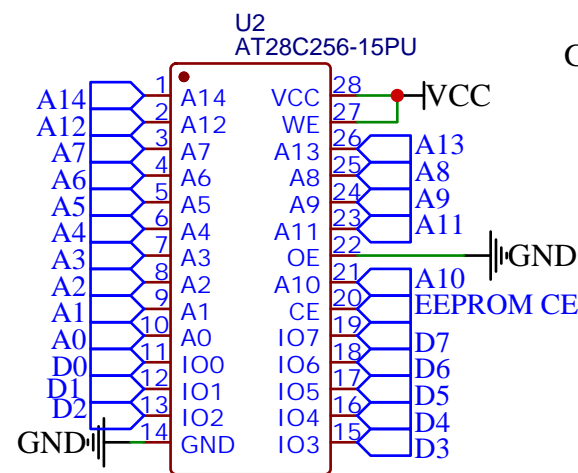 U2
AT28C256-15PU
A14 1 A14 VCC 28 VCC
A12 2 A12 WE 27
A7 3 A7 A13 26 A13
A6 4 A6 A8 25 A8
A5 5 A5 A9 24 A9
A4 6 A4 A11 23 A11
A3 7 A3 OE 22 GND
A2 8 A2 A10 21 A10
A1 9 A1 CE 20 EEPROM CE
A0 10 A0 IO7 19 D7
D0 11 IO0 IO6 18 D6
D1 12 IO1 IO5 17 D5
D2 13 IO2 IO4 16 D4
GND 14 GND IO3 15 D3